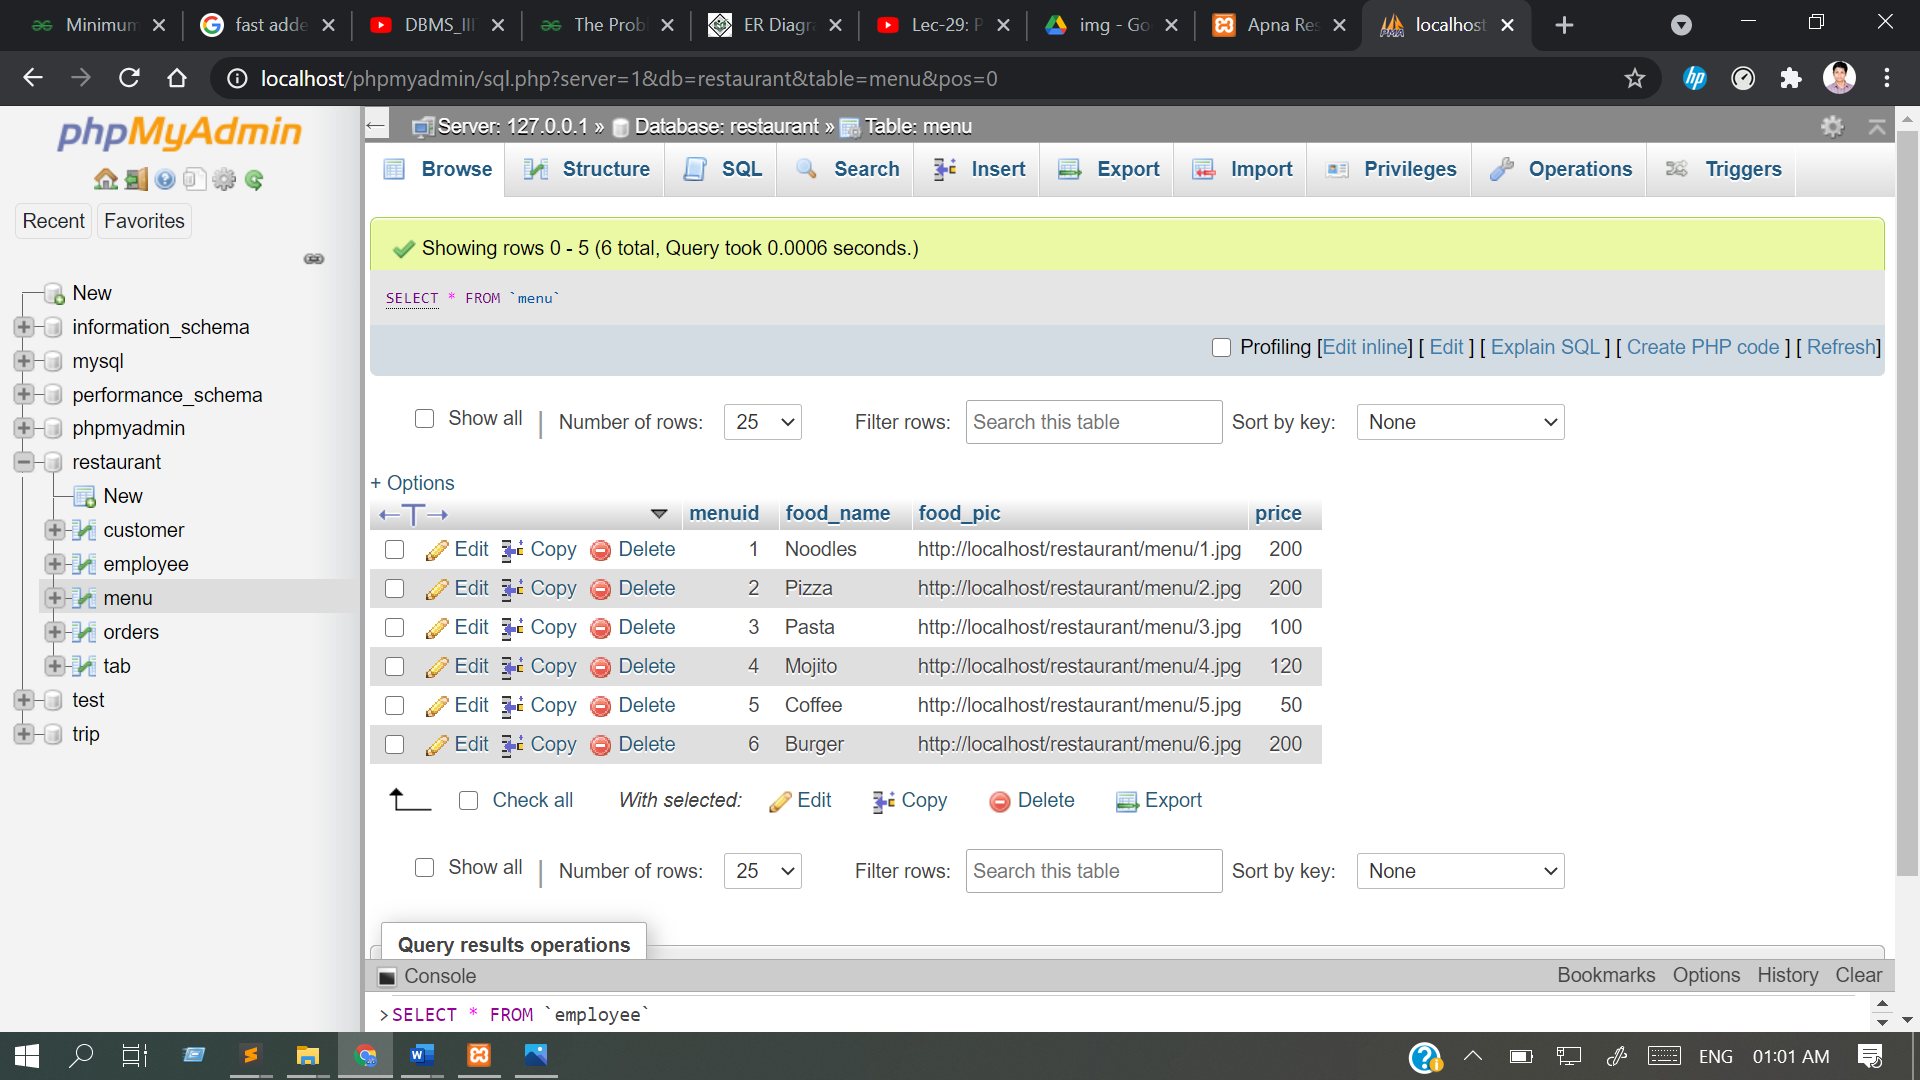 Minimum
fast adde
DBMS_III
The Probl
ER Diagra
Lec-29: P
img - Goo
Apna Res
localhost
localhost/phpmyadmin/sql.php?server=1&db=restaurant&table=menu&pos=0
hp
phpMyAdmin
Recent Favorites
New
information_schema
mysql
performance_schema
phpmyadmin
restaurant
New
customer
employee
menu
orders
tab
test
trip
Server: 127.0.0.1 » Database: restaurant » Table: menu
Browse Structure SQL Search Insert Export Import Privileges Operations Triggers
Showing rows 0 - 5 (6 total, Query took 0.0006 seconds.)
SELECT * FROM `menu`
Profiling [Edit inline] [ Edit ] [ Explain SQL ] [ Create PHP code ] [ Refresh]
Show all | Number of rows: 25 Filter rows: Search this table Sort by key: None
+ Options
←T→ menuid food_name food_pic price
Edit Copy Delete 1 Noodles http://localhost/restaurant/menu/1.jpg 200
Edit Copy Delete 2 Pizza http://localhost/restaurant/menu/2.jpg 200
Edit Copy Delete 3 Pasta http://localhost/restaurant/menu/3.jpg 100
Edit Copy Delete 4 Mojito http://localhost/restaurant/menu/4.jpg 120
Edit Copy Delete 5 Coffee http://localhost/restaurant/menu/5.jpg 50
Edit Copy Delete 6 Burger http://localhost/restaurant/menu/6.jpg 200
Check all With selected: Edit Copy Delete Export
Show all | Number of rows: 25 Filter rows: Search this table Sort by key: None
Query results operations
Console Bookmarks Options History Clear
>SELECT * FROM `employee`
ENG 01:01 AM